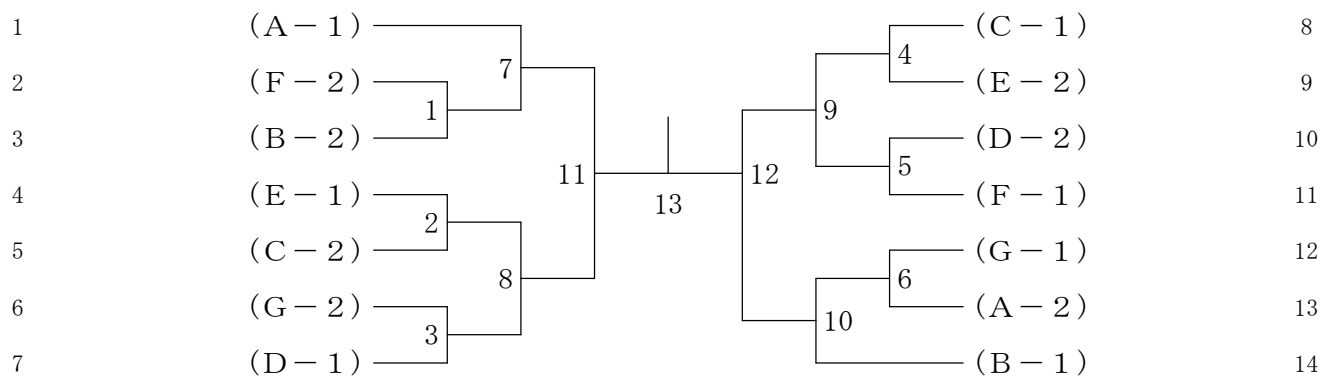 1 （A－1） （C－1） 8
7 4
2 （F－2） （E－2） 9
1 9
3 （B－2） （D－2） 10
11 12 5
4 （E－1） 13 （F－1） 11
2
5 （C－2） （G－1） 12
8 6
6 （G－2） （A－2） 13
3 10
7 （D－1） （B－1） 14